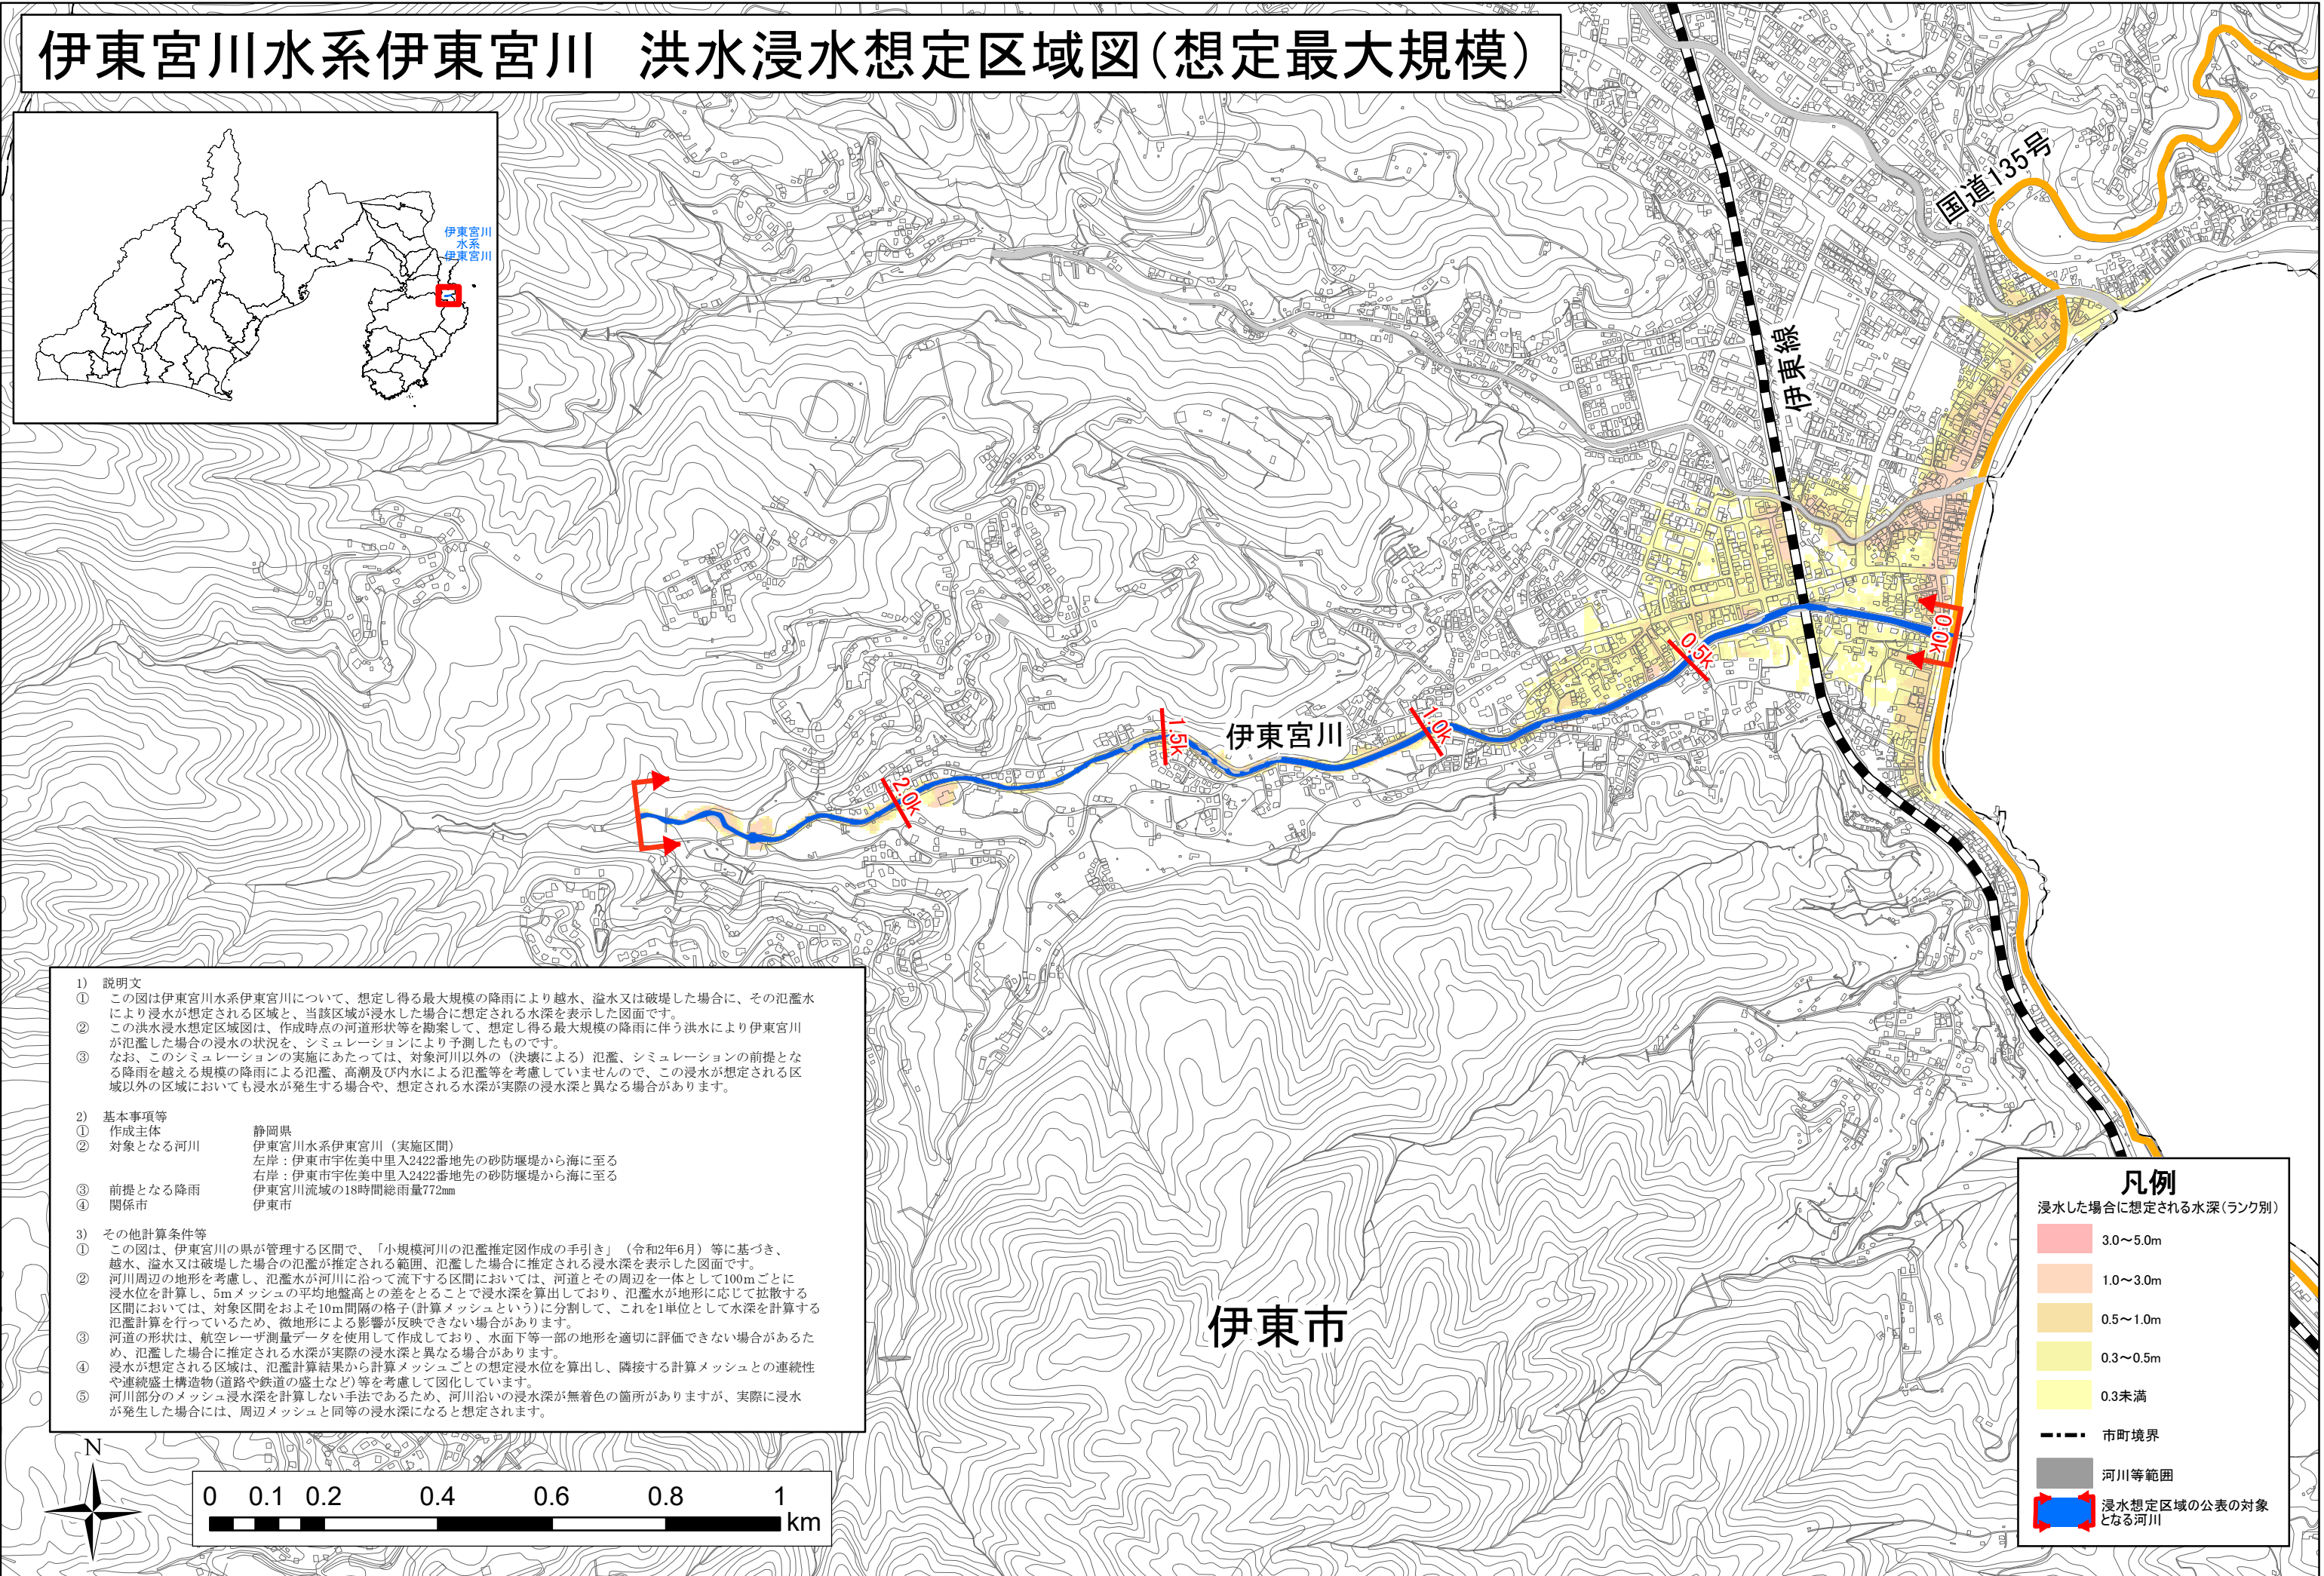 伊東宮川水系伊東宮川　洪水浸水想定区域図（想定最大規模）
伊東宮川
水系
伊東宮川
国道135号
伊東線
0.0k
0.5k
1.0k
伊東宮川
1.5k
2.0k
伊東市
1)　説明文
①　この図は伊東宮川水系伊東宮川について、想定し得る最大規模の降雨により越水、溢水又は破堤した場合に、その氾濫水
により浸水が想定される区域と、当該区域が浸水した場合に想定される水深を表示した図面です。
②　この洪水浸水想定区域図は、作成時点の河道形状等を勘案して、想定し得る最大規模の降雨に伴う洪水により伊東宮川
が氾濫した場合の浸水の状況を、シミュレーションにより予測したものです。
③　なお、このシミュレーションの実施にあたっては、対象河川以外の（決壊による）氾濫、シミュレーションの前提とな
る降雨を越える規模の降雨による氾濫、高潮及び内水による氾濫等を考慮していませんので、この浸水が想定される区
域以外の区域においても浸水が発生する場合や、想定される水深が実際の浸水深と異なる場合があります。
2)　基本事項等
①　作成主体　静岡県
②　対象となる河川　伊東宮川水系伊東宮川（実施区間）
左岸：伊東市宇佐美中里入2422番地先の砂防堰堤から海に至る
右岸：伊東市宇佐美中里入2422番地先の砂防堰堤から海に至る
③　前提となる降雨　伊東宮川流域の18時間総雨量772mm
④　関係市　伊東市
3)　その他計算条件等
①　この図は、伊東宮川の県が管理する区間で、「小規模河川の氾濫推定図作成の手引き」（令和2年6月）等に基づき、
越水、溢水又は破堤した場合の氾濫が推定される範囲、氾濫した場合に推定される浸水深を表示した図面です。
②　河川周辺の地形を考慮し、氾濫水が河川に沿って流下する区間においては、河道とその周辺を一体として100mごとに
浸水位を計算し、5mメッシュの平均地盤高との差をとることで浸水深を算出しており、氾濫水が地形に応じて拡散する
区間においては、対象区間をおよそ10m間隔の格子(計算メッシュという)に分割して、これを1単位として水深を計算する
氾濫計算を行っているため、微地形による影響が反映できない場合があります。
③　河道の形状は、航空レーザ測量データを使用して作成しており、水面下等一部の地形を適切に評価できない場合があるた
め、氾濫した場合に推定される水深が実際の浸水深と異なる場合があります。
④　浸水が想定される区域は、氾濫計算結果から計算メッシュごとの想定浸水位を算出し、隣接する計算メッシュとの連続性
や連続盛土構造物(道路や鉄道の盛土など)等を考慮して図化しています。
⑤　河川部分のメッシュ浸水深を計算しない手法であるため、河川沿いの浸水深が無着色の箇所がありますが、実際に浸水
が発生した場合には、周辺メッシュと同等の浸水深になると想定されます。
N
0 0.1 0.2 0.4 0.6 0.8 1
km
凡例
浸水した場合に想定される水深（ランク別）
3.0～5.0m
1.0～3.0m
0.5～1.0m
0.3～0.5m
0.3未満
市町境界
河川等範囲
浸水想定区域の公表の対象
となる河川